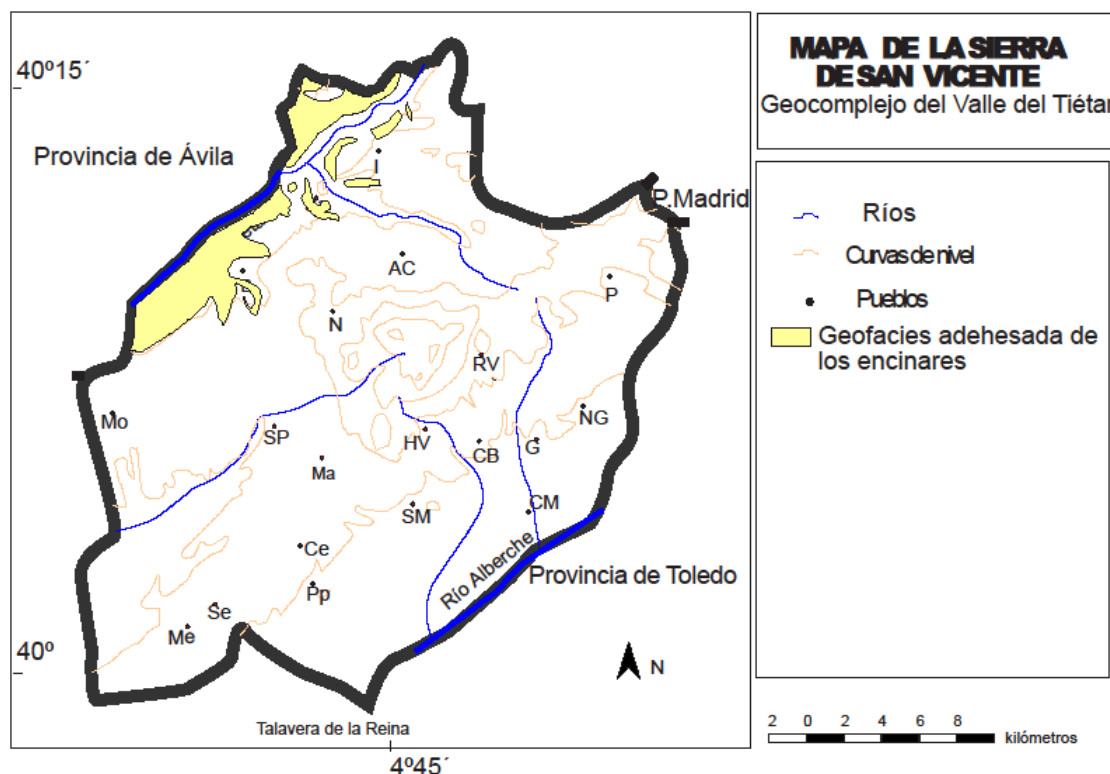 40º15´
Provincia de Ávila
P.Madrid
I
AC
P
N
RV
NG
Mo
SP
HV
CB
G
Ma
SM
CM
Ce
Río Alberche
Provincia de Toledo
Pp
Se
Me
40º
N
Talavera de la Reina
4º45´
MAPA DE LA SIERRA
DE SAN VICENTE
Geocomplejo del Valle del Tiétar
Ríos
Curvas de nivel
Pueblos
Geofacies adehesada de
los encinares
2 0 2 4 6 8
kilómetros